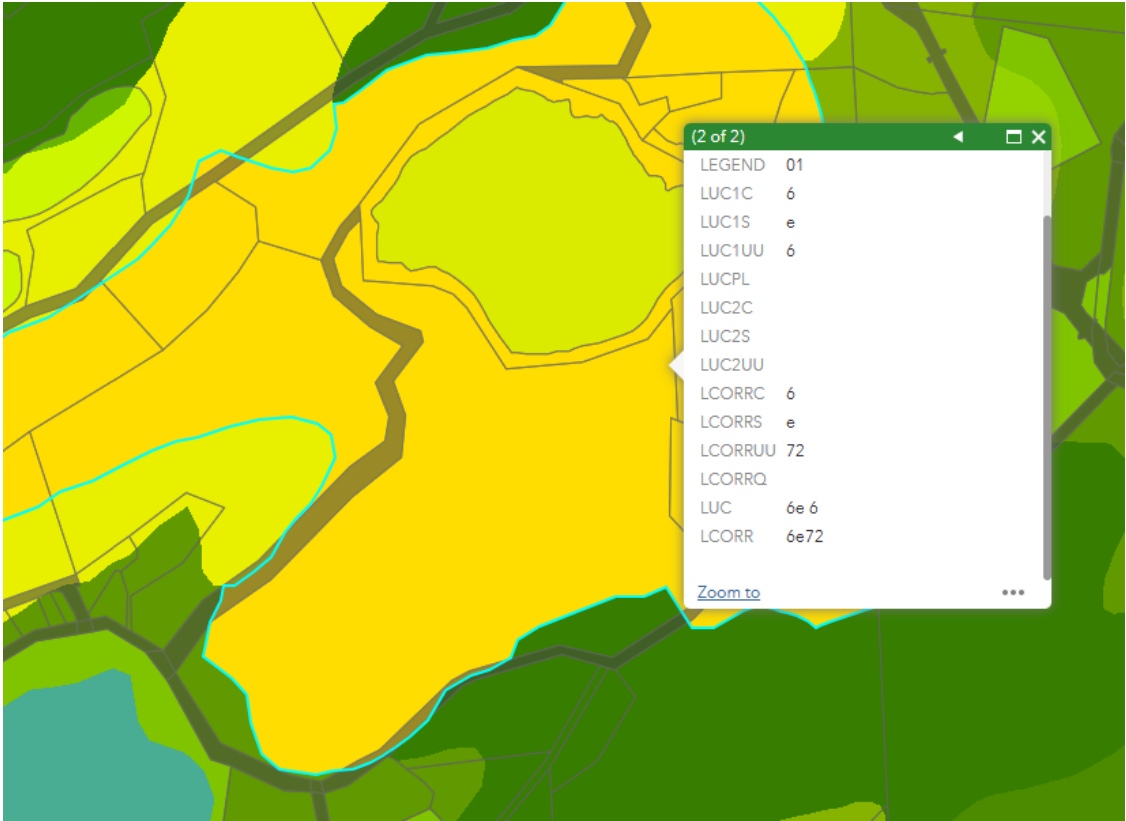 (2 of 2)
LEGEND 01
LUC1C 6
LUC1S e
LUC1UU 6
LUCPL
LUC2C
LUC2S
LUC2UU
LCORRC 6
LCORRS e
LCORRUU 72
LCORRQ
LUC 6e 6
LCORR 6e72
Zoom to